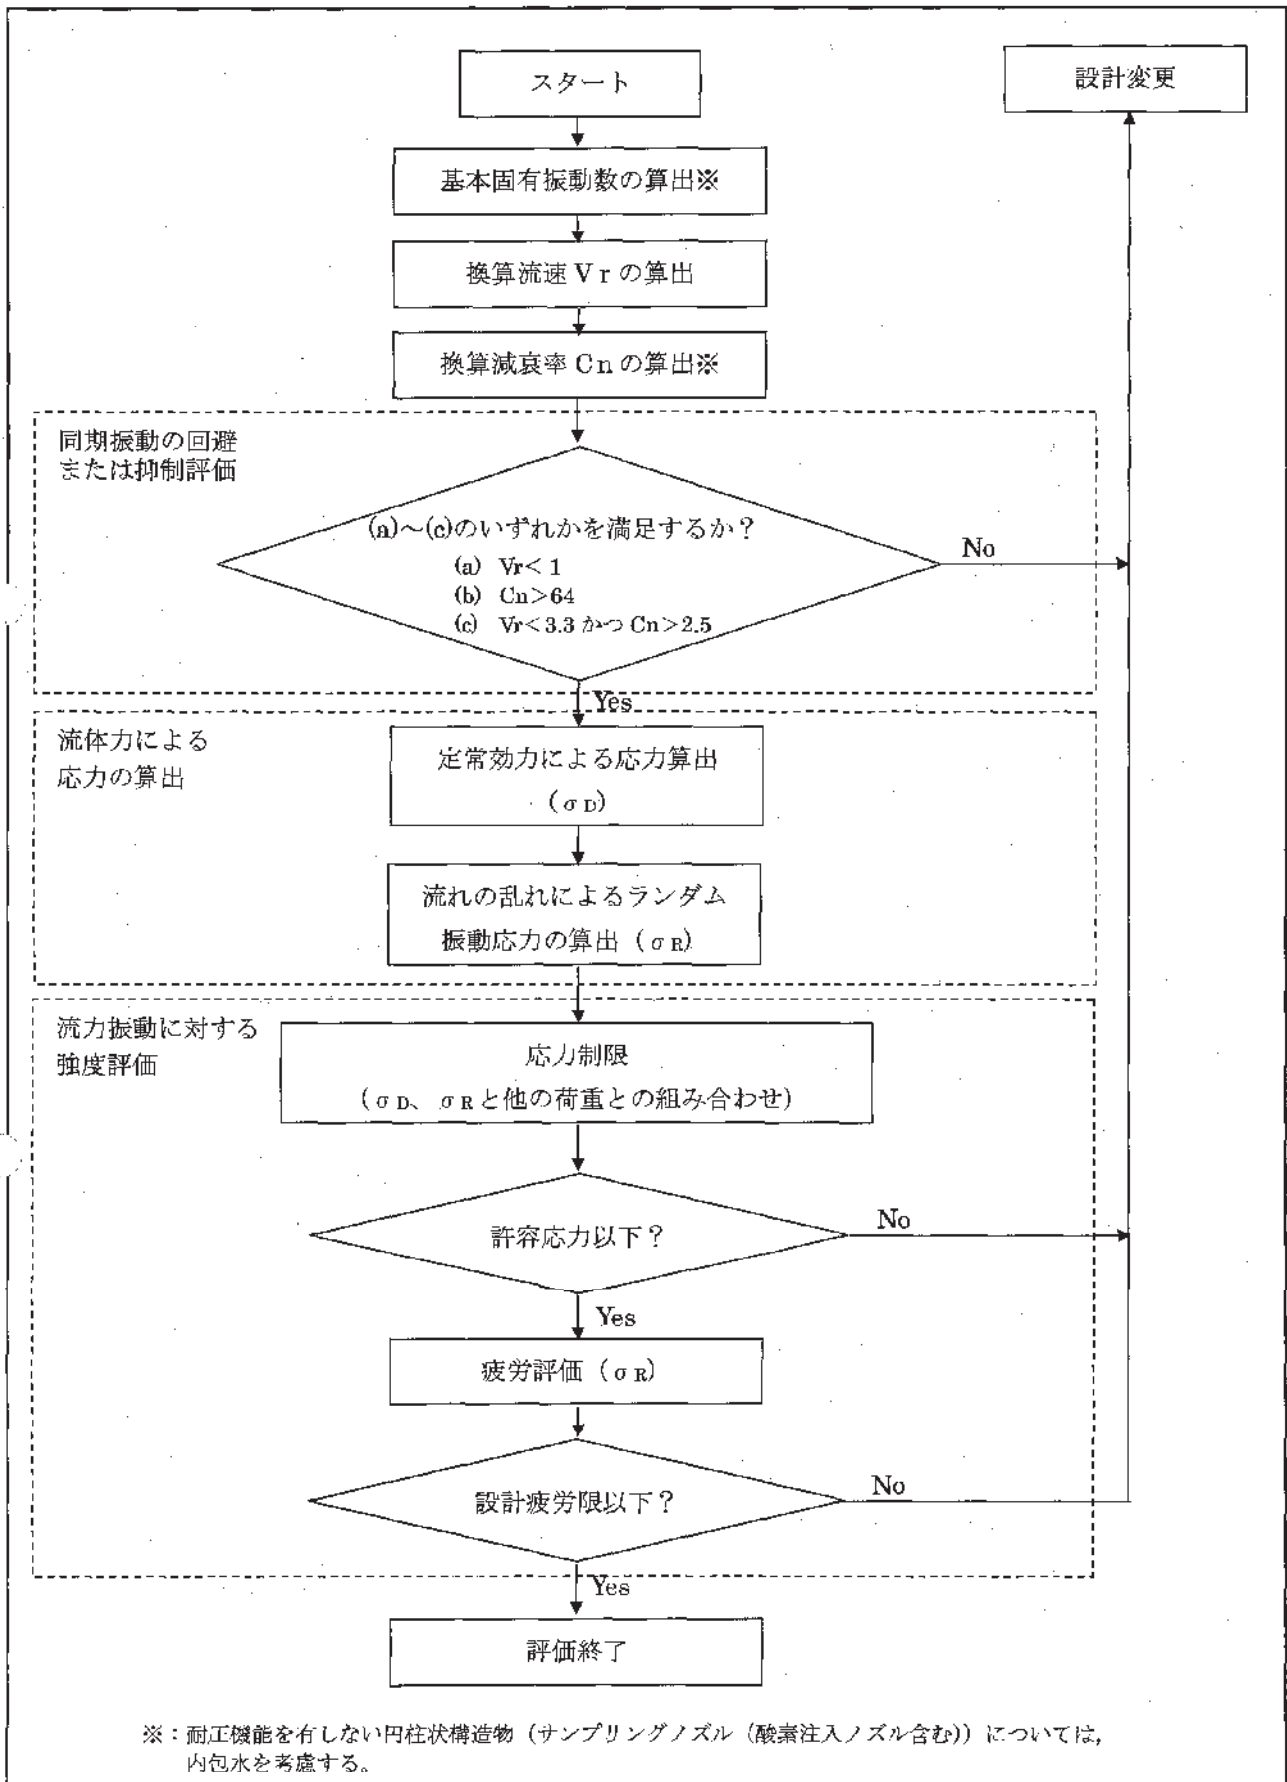 スタート
設計変更
基本固有振動数の算出※
換算流速Ｖｒの算出
換算減衰率Ｃｎの算出※
同期振動の回避
または抑制評価
(a)～(c)のいずれかを満足するか？
(a) Vr＜1
(b) Cn＞64
(c) Vr＜3.3 かつ Cn＞2.5
No
Yes
流体力による
応力の算出
定常効力による応力算出
（σD）
流れの乱れによるランダム
振動応力の算出（σR）
流力振動に対する
強度評価
応力制限
（σD、σRと他の荷重との組み合わせ）
許容応力以下？
No
Yes
疲労評価（σR）
設計疲労限以下？
No
Yes
評価終了
※：耐圧機能を有しない円柱状構造物（サンプリングノズル（酸素注入ノズル含む））については，
内包水を考慮する。